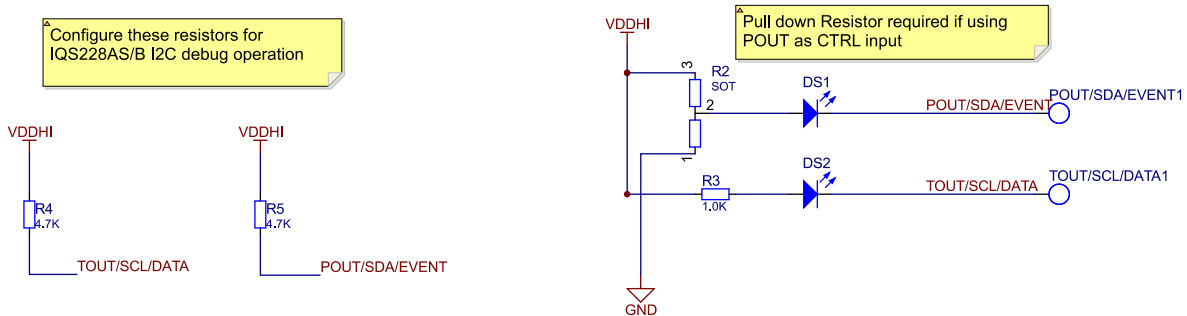 Configure these resistors for
IQS228AS/B I2C debug operation
VDDHI
R4
4.7K
TOUT/SCL/DATA
VDDHI
R5
4.7K
POUT/SDA/EVENT
Pull down Resistor required if using
POUT as CTRL input
VDDHI
3
R2
SOT
2
1
DS1
POUT/SDA/EVENT
POUT/SDA/EVENT1
R3
1.0K
DS2
TOUT/SCL/DATA
TOUT/SCL/DATA1
GND